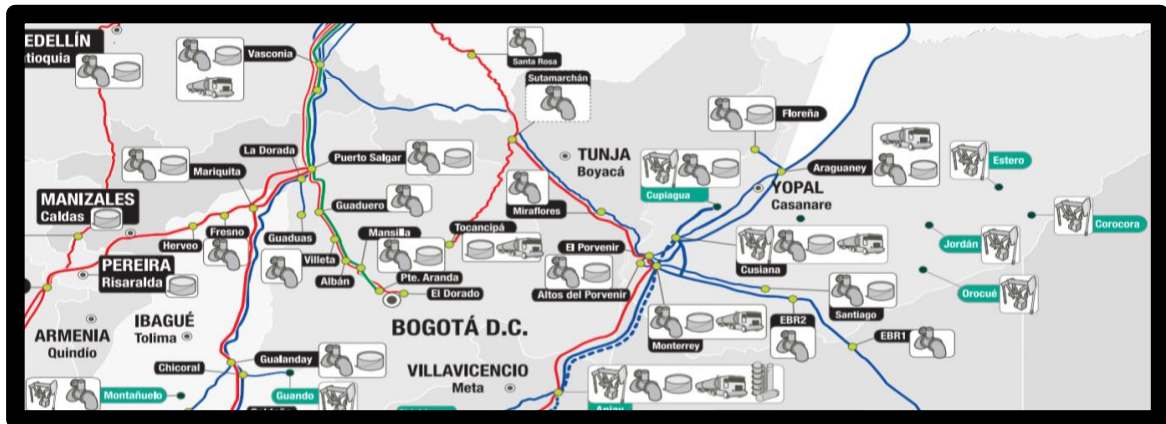 EDELLÍN
ntioquia
Vasconia
Santa Rosa
Sutamarchán
Floreña
La Dorada
Puerto Salgar
TUNJA
Boyacá
Araguaney
Estero
Mariquita
Cupiagua
YOPAL
Casanare
MANIZALES
Caldas
Guaduero
Miraflores
Corocora
Fresno
Herveo
Guaduas
Mansilla
Tocancipá
El Porvenir
Cusiana
Jordán
Villeta
PEREIRA
Risaralda
Albán
Pte. Aranda
El Dorado
Altos del Porvenir
Orocué
ARMENIA
Quindío
IBAGUÉ
Tolima
BOGOTÁ D.C.
Monterrey
EBR2
Santiago
EBR1
Gualanday
Chicoral
VILLAVICENCIO
Meta
Montañuelo
Guando
Apiay